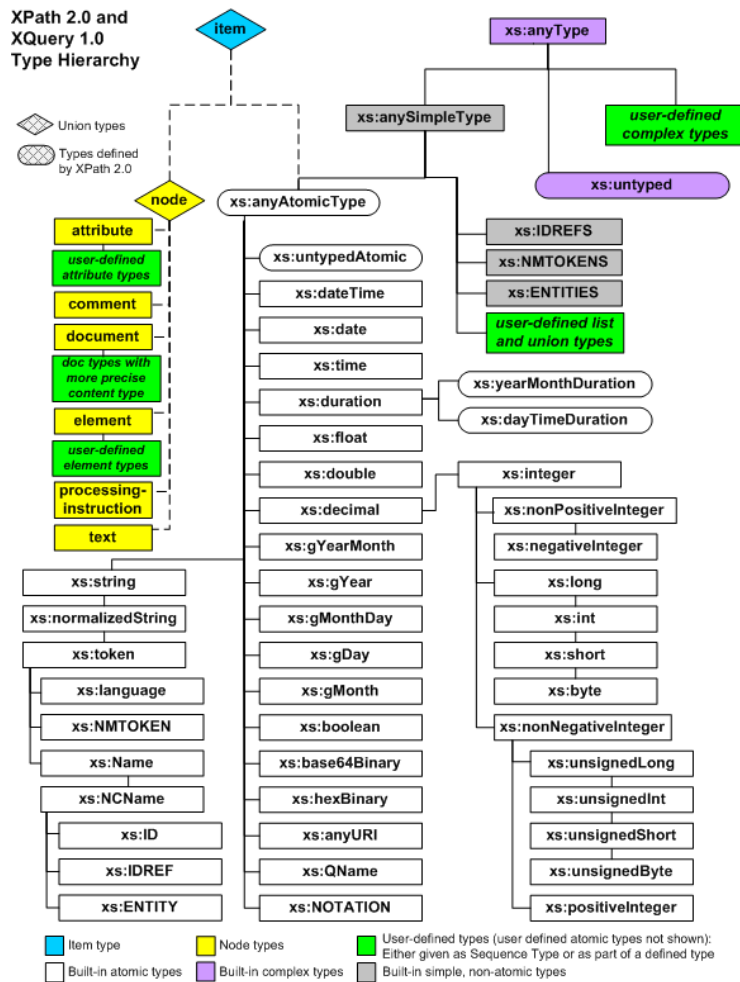 XPath 2.0 and
XQuery 1.0
Type Hierarchy
item
xs:anyType
Union types
Types defined
by XPath 2.0
xs:anySimpleType
user-defined
complex types
node
xs:anyAtomicType
xs:untyped
attribute
user-defined
attribute types
comment
document
doc types with
more precise
content type
element
user-defined
element types
processing-
instruction
text
xs:IDREFS
xs:NMTOKENS
xs:ENTITIES
user-defined list
and union types
xs:untypedAtomic
xs:dateTime
xs:date
xs:time
xs:duration
xs:yearMonthDuration
xs:dayTimeDuration
xs:float
xs:double
xs:decimal
xs:gYearMonth
xs:gYear
xs:gMonthDay
xs:gDay
xs:gMonth
xs:boolean
xs:base64Binary
xs:hexBinary
xs:anyURI
xs:QName
xs:NOTATION
xs:string
xs:normalizedString
xs:token
xs:language
xs:NMTOKEN
xs:Name
xs:NCName
xs:ID
xs:IDREF
xs:ENTITY
xs:integer
xs:nonPositiveInteger
xs:negativeInteger
xs:long
xs:int
xs:short
xs:byte
xs:nonNegativeInteger
xs:unsignedLong
xs:unsignedInt
xs:unsignedShort
xs:unsignedByte
xs:positiveInteger
Item type
Node types
User-defined types (user defined atomic types not shown):
Either given as Sequence Type or as part of a defined type
Built-in atomic types
Built-in complex types
Built-in simple, non-atomic types